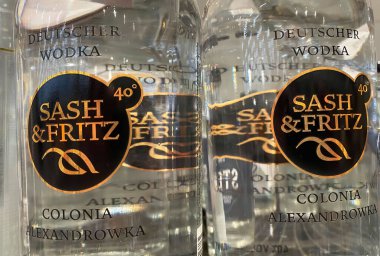 DEUTSCHER
WODKA
40°
SASH
&FRITZ
COLONIA
ALEXANDROWKA
DEUTSCHER
WODKA
40°
SASH
&FRITZ
COLONIA
ALEXANDROWKA